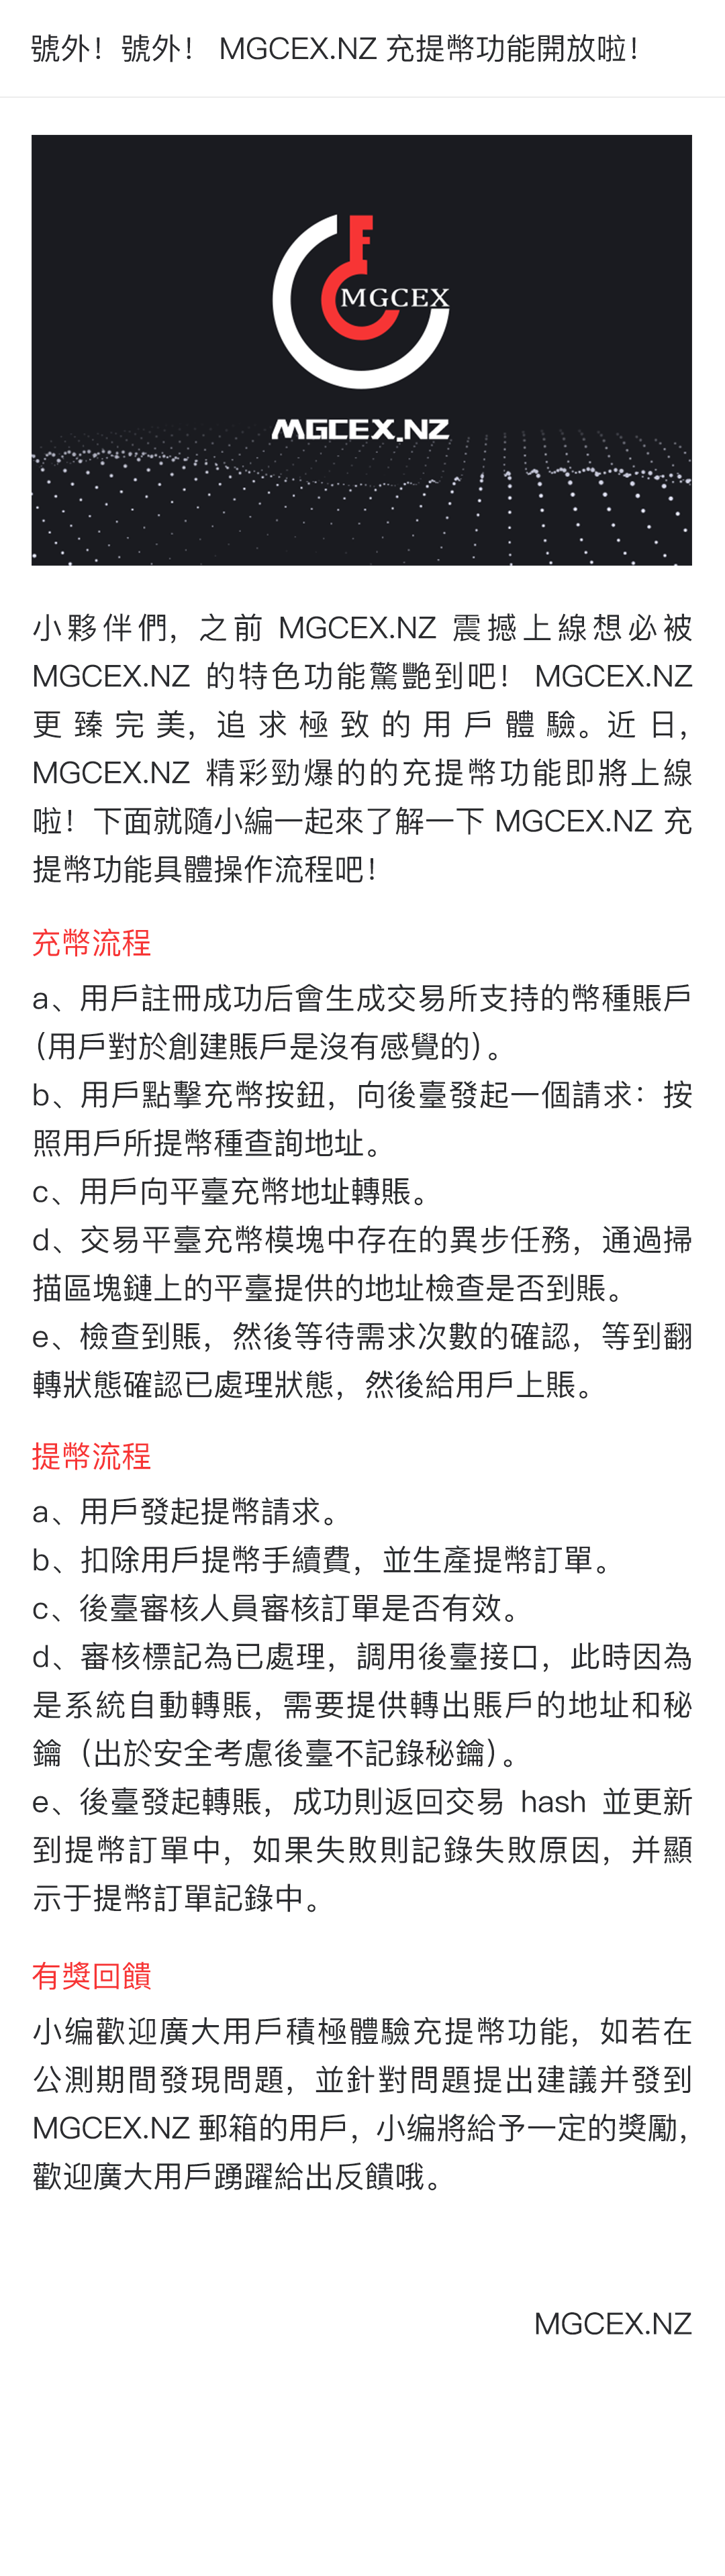 號外！號外！ MGCEX.NZ 充提幣功能開放啦！
MGCEX
MGCEX.NZ
小夥伴們，之前 MGCEX.NZ 震撼上線想必被
MGCEX.NZ 的特色功能驚艷到吧！ MGCEX.NZ
更臻完美，追求極致的用戶體驗。近日，
MGCEX.NZ 精彩勁爆的的充提幣功能即將上線
啦！下面就隨小編一起來了解一下 MGCEX.NZ 充
提幣功能具體操作流程吧！
充幣流程
a、用戶註冊成功后會生成交易所支持的幣種賬戶
（用戶對於創建賬戶是沒有感覺的）。
b、用戶點擊充幣按鈕，向後臺發起一個請求：按
照用戶所提幣種查詢地址。
c、用戶向平臺充幣地址轉賬。
d、交易平臺充幣模塊中存在的異步任務，通過掃
描區塊鏈上的平臺提供的地址檢查是否到賬。
e、檢查到賬，然後等待需求次數的確認，等到翻
轉狀態確認已處理狀態，然後給用戶上賬。
提幣流程
a、用戶發起提幣請求。
b、扣除用戶提幣手續費，並生產提幣訂單。
c、後臺審核人員審核訂單是否有效。
d、審核標記為已處理，調用後臺接口，此時因為
是系統自動轉賬，需要提供轉出賬戶的地址和秘
鑰（出於安全考慮後臺不記錄秘鑰）。
e、後臺發起轉賬，成功則返回交易 hash 並更新
到提幣訂單中，如果失敗則記錄失敗原因，并顯
示于提幣訂單記錄中。
有獎回饋
小编歡迎廣大用戶積極體驗充提幣功能，如若在
公測期間發現問題，並針對問題提出建議并發到
MGCEX.NZ 郵箱的用戶，小编將給予一定的獎勵，
歡迎廣大用戶踴躍給出反饋哦。
MGCEX.NZ